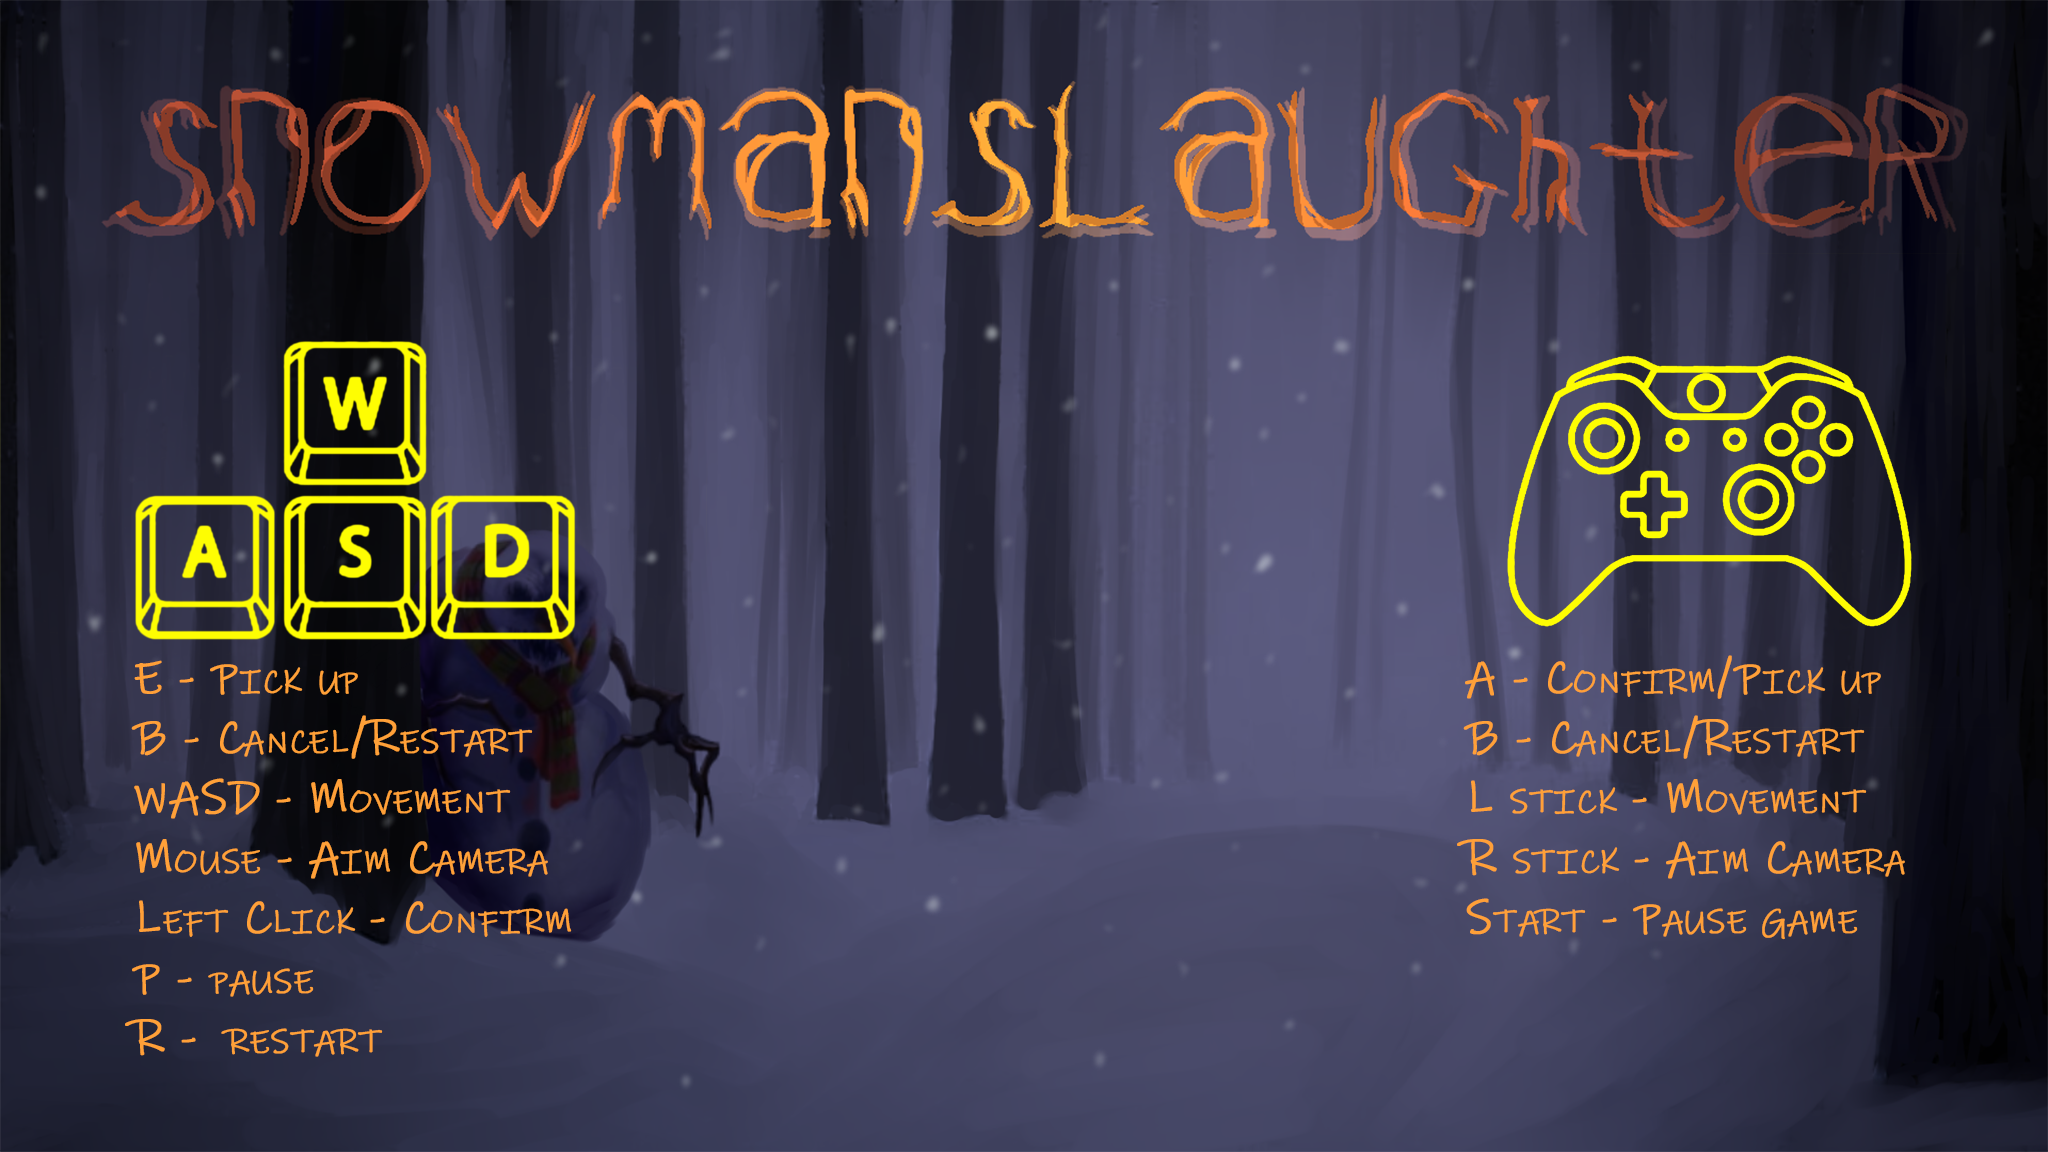 snowmanslaughter
W
A S D
E - Pick up
B - Cancel/Restart
WASD - Movement
Mouse - Aim Camera
Left Click - Confirm
P - pause
R - restart
A - Confirm/Pick up
B - Cancel/Restart
L stick - Movement
R stick - Aim Camera
Start - Pause game